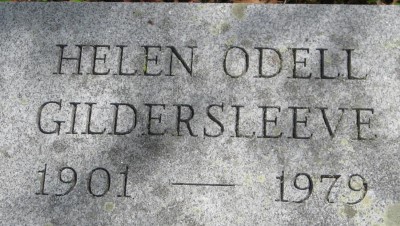 HELEN ODELL
GILDERSLEEVE
1901 — 1979